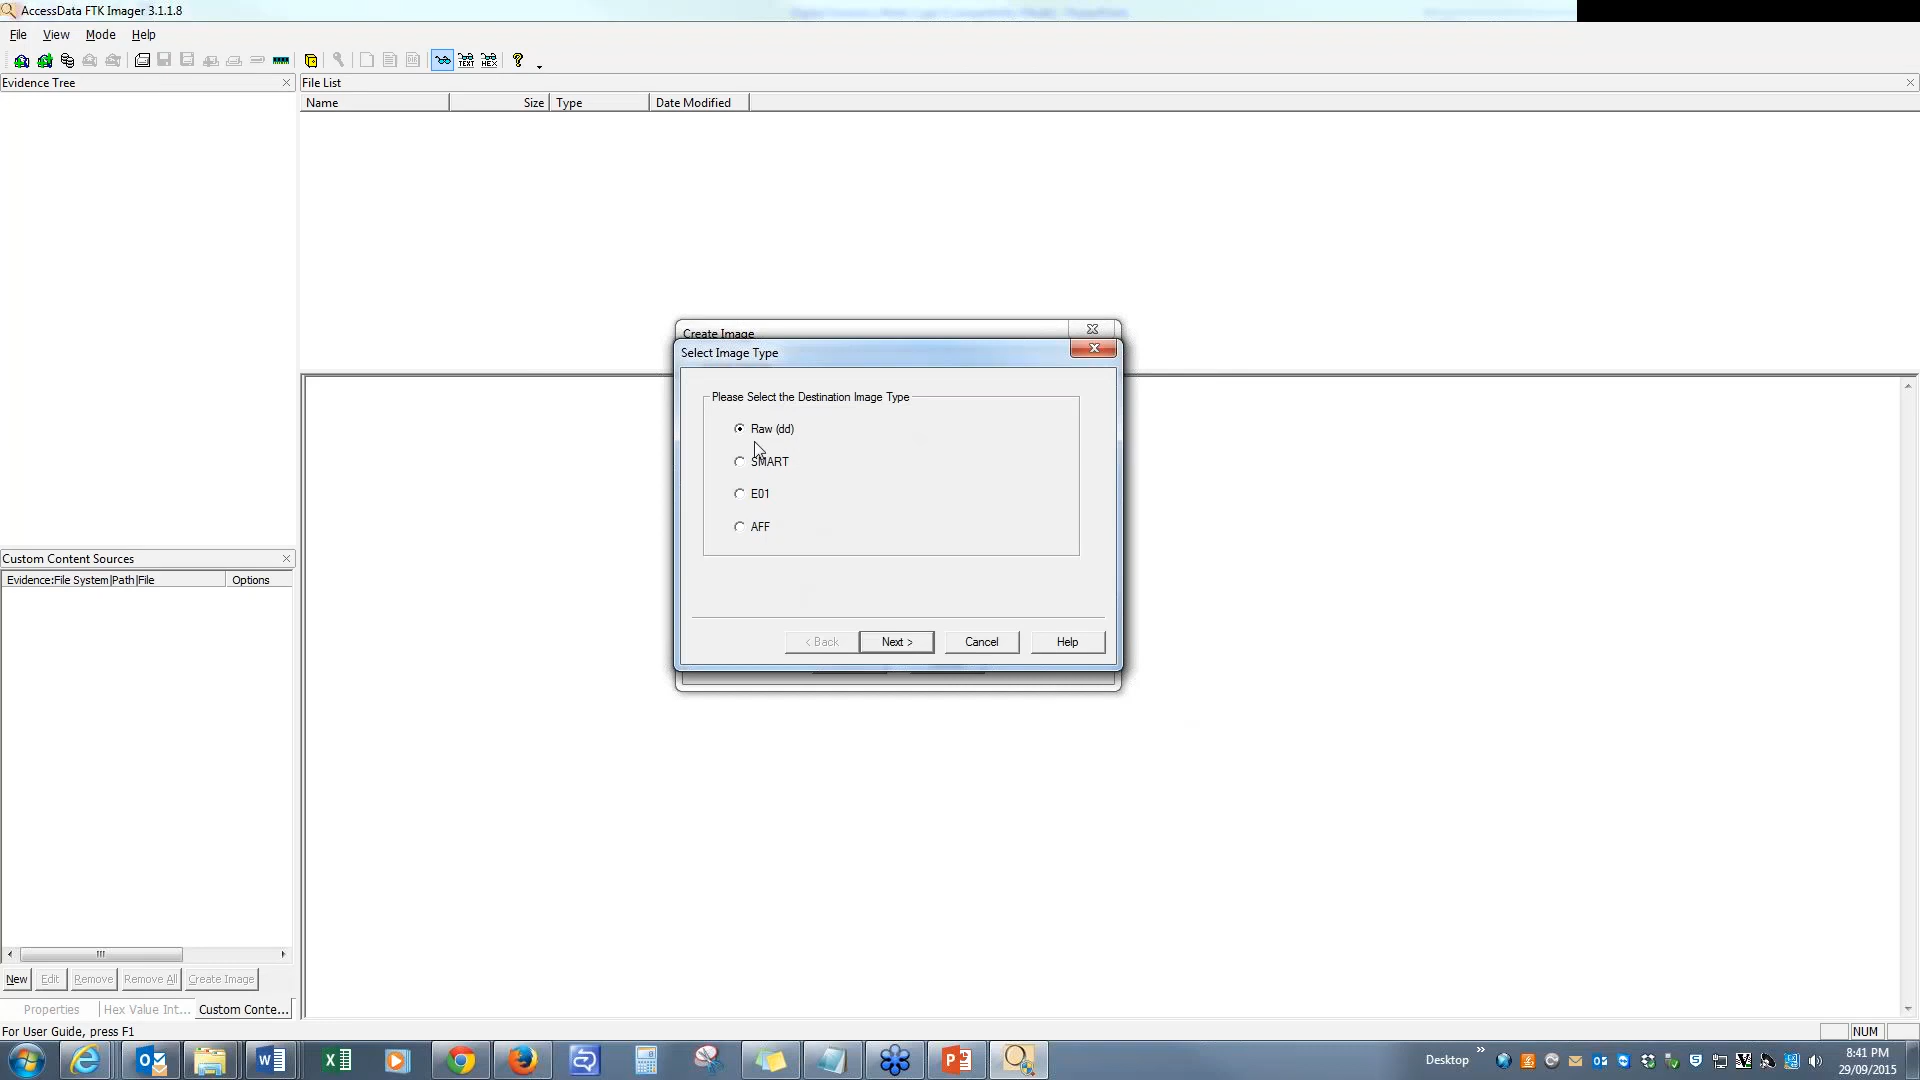 AccessData FTK Imager 3.1.1.8
File View Mode Help
TEXT HEX
Evidence Tree
File List
Name Size Type Date Modified
Create Image
Select Image Type
Please Select the Destination Image Type
Raw (dd)
SMART
E01
AFF
< Back Next > Cancel Help
Custom Content Sources
Evidence:File System|Path|File Options
New Edit Remove Remove All Create Image
Properties Hex Value Int... Custom Conte...
For User Guide, press F1
NUM
Desktop
8:41 PM
29/09/2015